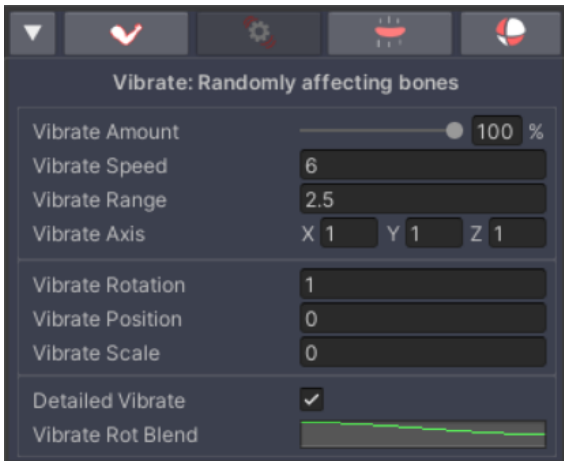 Vibrate: Randomly affecting bones
Vibrate Amount 100 %
Vibrate Speed 6
Vibrate Range 2.5
Vibrate Axis X 1 Y 1 Z 1
Vibrate Rotation 1
Vibrate Position 0
Vibrate Scale 0
Detailed Vibrate
Vibrate Rot Blend